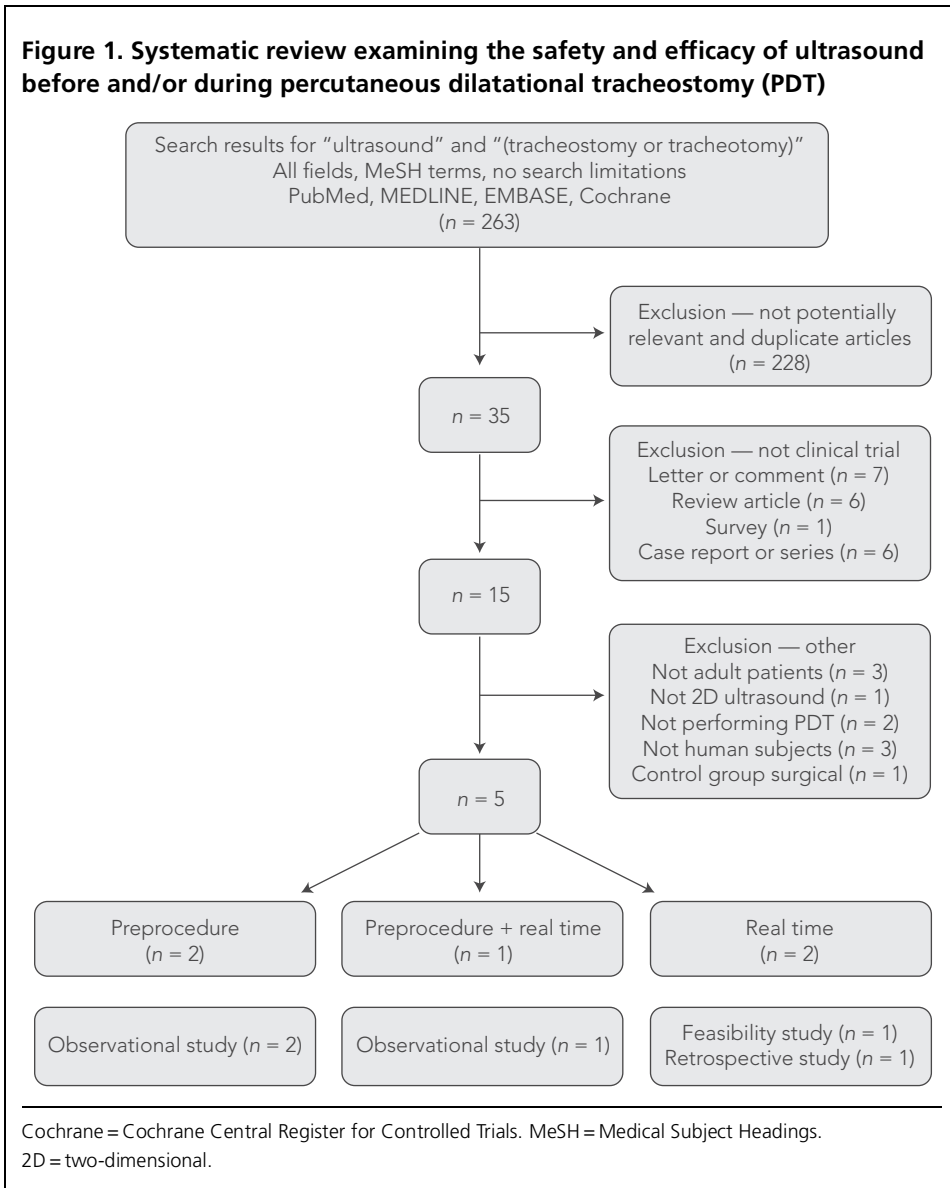 Figure 1. Systematic review examining the safety and efficacy of ultrasound
before and/or during percutaneous dilatational tracheostomy (PDT)
Search results for “ultrasound” and “(tracheostomy or tracheotomy)”
All fields, MeSH terms, no search limitations
PubMed, MEDLINE, EMBASE, Cochrane
(n = 263)
Exclusion — not potentially
relevant and duplicate articles
(n = 228)
n = 35
Exclusion — not clinical trial
Letter or comment (n = 7)
Review article (n = 6)
Survey (n = 1)
Case report or series (n = 6)
n = 15
Exclusion — other
Not adult patients (n = 3)
Not 2D ultrasound (n = 1)
Not performing PDT (n = 2)
Not human subjects (n = 3)
Control group surgical (n = 1)
n = 5
Preprocedure
(n = 2)
Preprocedure + real time
(n = 1)
Real time
(n = 2)
Observational study (n = 2)
Observational study (n = 1)
Feasibility study (n = 1)
Retrospective study (n = 1)
Cochrane = Cochrane Central Register for Controlled Trials. MeSH = Medical Subject Headings.
2D = two-dimensional.